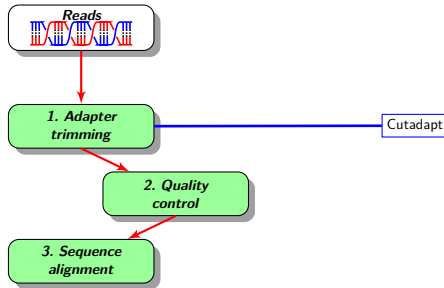 Reads
1. Adapter
trimming
Cutadapt
2. Quality
control
3. Sequence
alignment